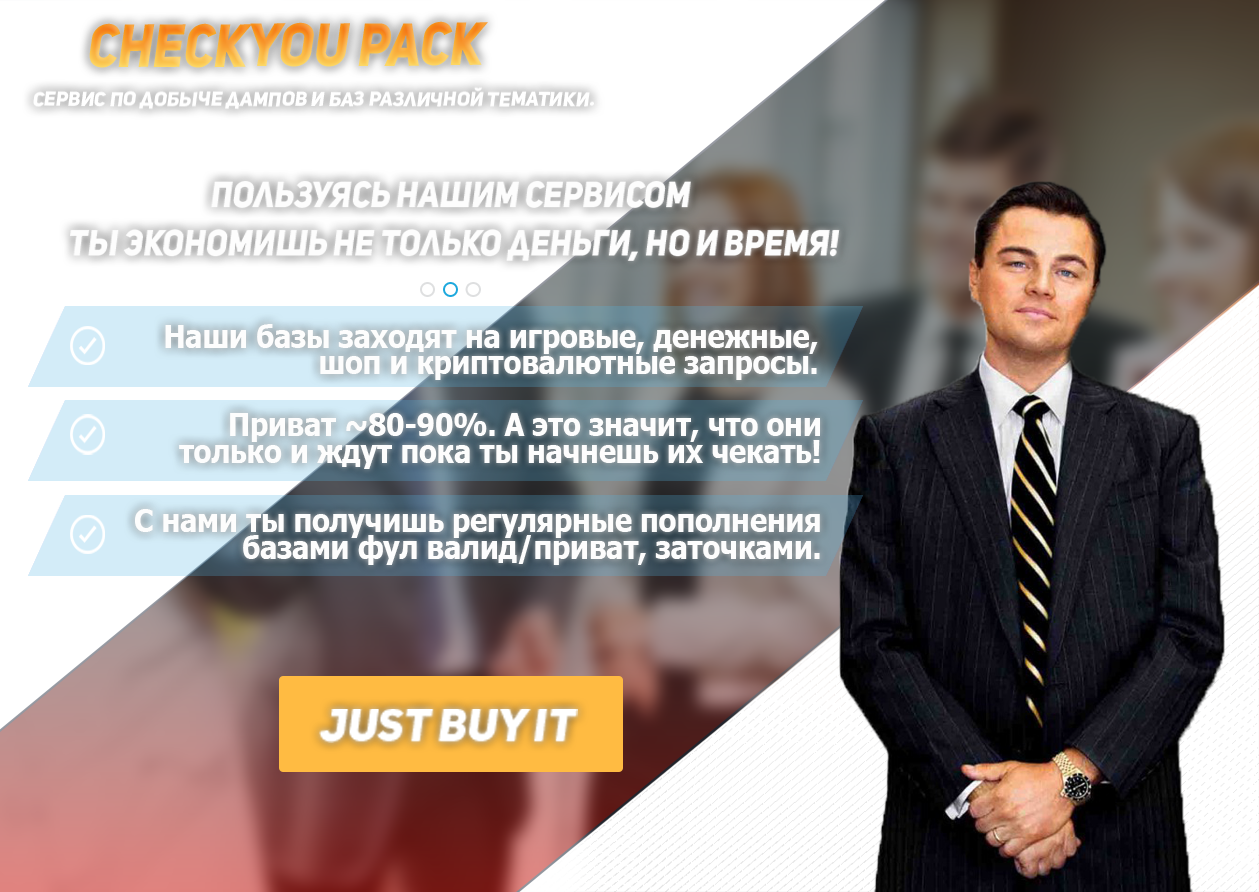 CHECKYOU PACK
СЕРВИС ПО ДОБЫЧЕ ДАМПОВ И БАЗ РАЗЛИЧНОЙ ТЕМАТИКИ.
ПОЛЬЗУЯСЬ НАШИМ СЕРВИСОМ
ТЫ ЭКОНОМИШЬ НЕ ТОЛЬКО ДЕНЬГИ, НО И ВРЕМЯ!
Наши базы заходят на игровые, денежные,
шоп и криптовалютные запросы.
Приват ~80-90%. А это значит, что они
только и ждут пока ты начнешь их чекать!
С нами ты получишь регулярные пополнения
базами фул валид/приват, заточками.
JUST BUY IT